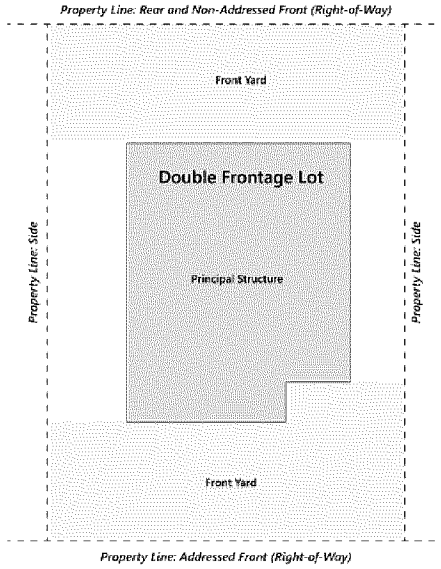 Property Line: Rear and Non-Addressed Front (Right-of-Way)
Front Yard
Double Frontage Lot
Property Line: Side
Property Line: Side
Principal Structure
Front Yard
Property Line: Addressed Front (Right-of-Way)